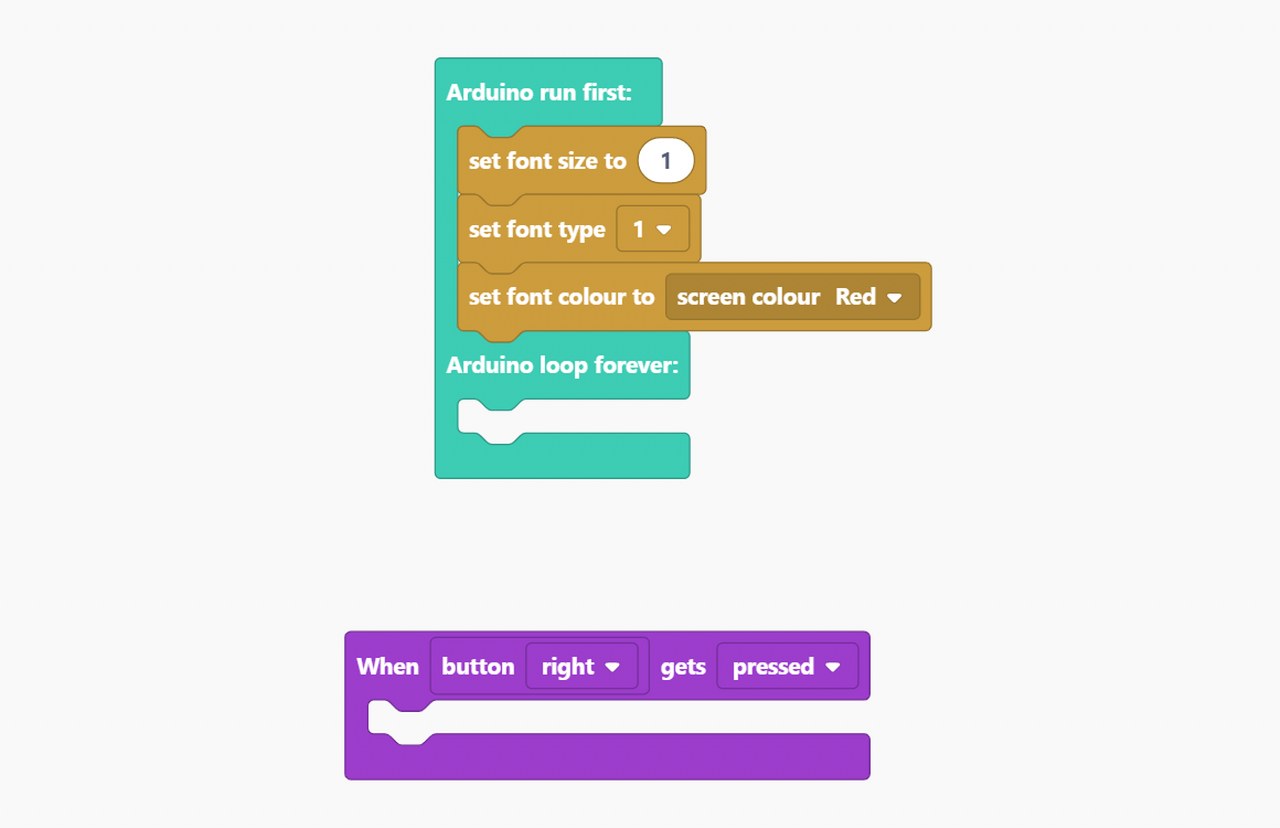 Arduino run first:
set font size to 1
set font type 1
set font colour to screen colour Red
Arduino loop forever:
When button right gets pressed